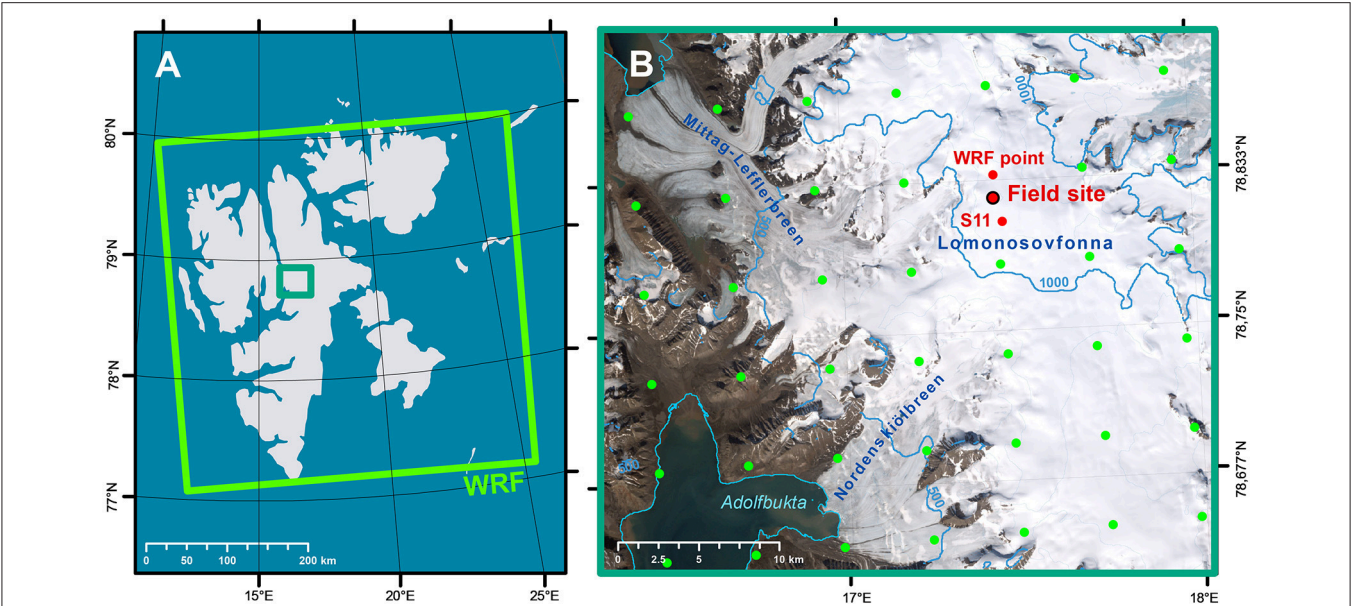 A
80°N
79°N
78°N
77°N
WRF
0 50 100 200 km
15°E 20°E 25°E
B
Mittag-Lefflerbreen
1000
WRF point
Field site
S11
Lomonosovfonna
500
1000
Nordenskiölbreen
500
500
Adolfbukta
0 2.5 5 10 km
78,833°N
78,75°N
78,677°N
17°E 18°E